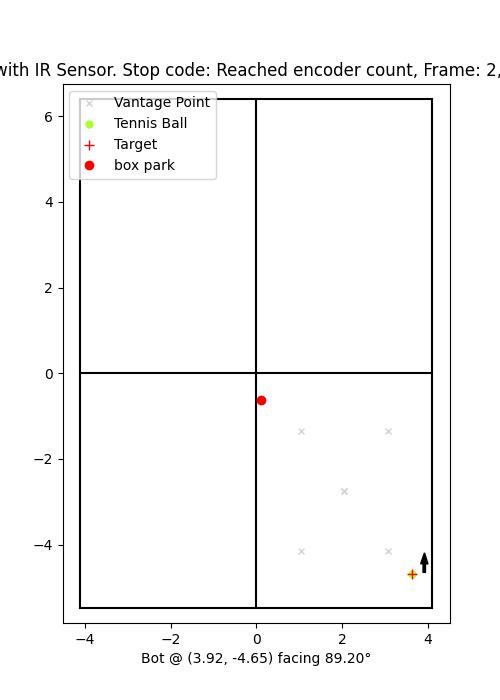 with IR Sensor. Stop code: Reached encoder count, Frame: 2,
Vantage Point
Tennis Ball
Target
box park
6
4
2
0
−2
−4
−4
−2
0
2
4
Bot @ (3.92, -4.65) facing 89.20°